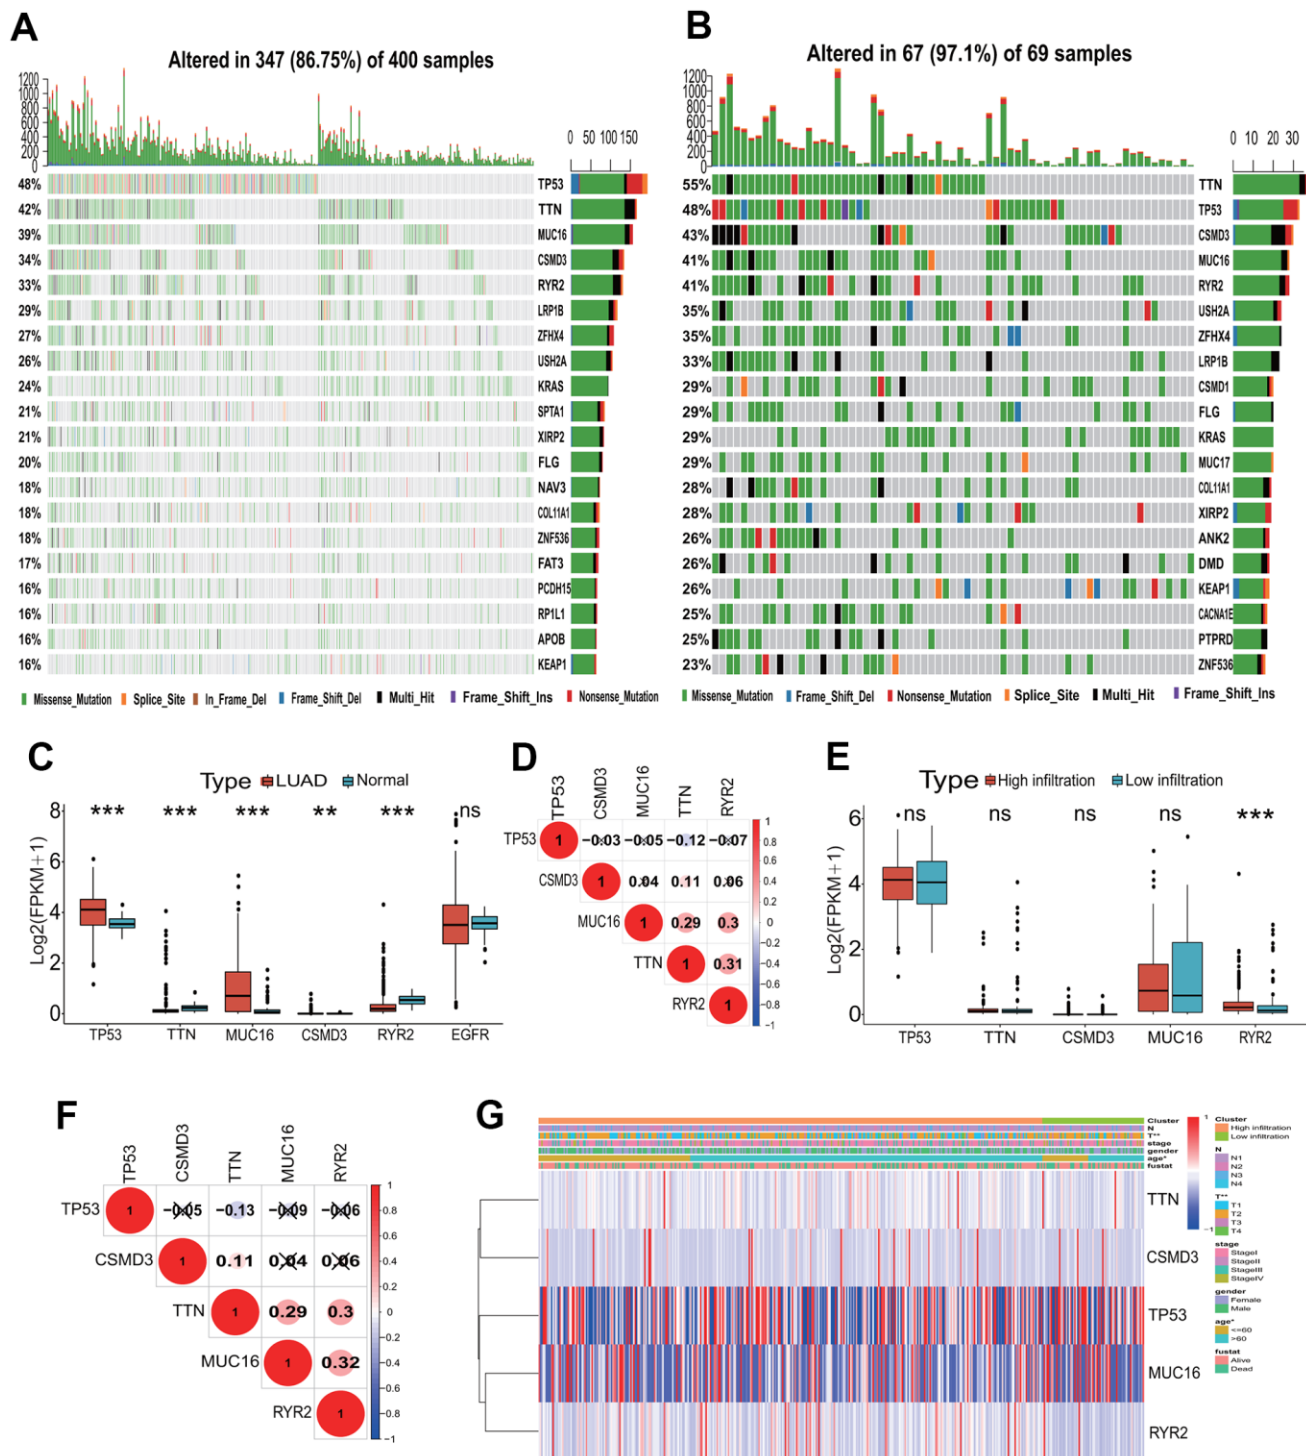 A
Altered in 347 (86.75%) of 400 samples
1200
1000
800
600
400
200
0
0 50 100 150
48% TP53
42% TTN
39% MUC16
34% CSMD3
33% RYR2
29% LRP1B
27% ZFHX4
26% USH2A
24% KRAS
21% SPTA1
21% XIRP2
20% FLG
18% NAV3
18% COL11A1
18% ZNF536
17% FAT3
16% PCDH15
16% RP1L1
16% APOB
16% KEAP1
Missense_Mutation Splice_Site In_Frame_Del Frame_Shift_Del Multi_Hit Frame_Shift_Ins Nonsense_Mutation
B
Altered in 67 (97.1%) of 69 samples
1200
1000
800
600
400
200
0
0 10 20 30
55% TTN
48% TP53
43% CSMD3
41% MUC16
41% RYR2
35% USH2A
35% ZFHX4
33% LRP1B
29% CSMD1
29% FLG
29% KRAS
29% MUC17
28% COL11A1
28% XIRP2
26% ANK2
26% DMD
26% KEAP1
25% CACNA1E
25% PTPRD
23% ZNF536
Missense_Mutation Frame_Shift_Del Nonsense_Mutation Splice_Site Multi_Hit Frame_Shift_Ins
C
Type LUAD Normal
*** *** *** ** *** ns
Log2(FPKM+1)
8
6
4
2
0
TP53 TTN MUC16 CSMD3 RYR2 EGFR
D
TP53 CSMD3 MUC16 TTN RYR2
TP53 1 −0.03 −0.05 −0.12 −0.07
CSMD3 1 0.04 0.11 0.06
MUC16 1 0.29 0.3
TTN 1 0.31
RYR2 1
1
0.8
0.6
0.4
0.2
0
−0.2
−0.4
−0.6
−0.8
−1
E
Type High infiltration Low infiltration
ns ns ns ns ***
Log2(FPKM+1)
6
4
2
0
TP53 TTN CSMD3 MUC16 RYR2
F
TP53 CSMD3 TTN MUC16 RYR2
TP53 1 −0.05 −0.13 −0.09 −0.06
CSMD3 1 0.11 0.04 0.06
TTN 1 0.29 0.3
MUC16 1 0.32
RYR2 1
1
0.8
0.6
0.4
0.2
0
−0.2
−0.4
−0.6
−0.8
−1
G
Cluster
N
T**
stage
gender
age*
fustat
TTN
CSMD3
TP53
MUC16
RYR2
1
−1
Cluster
High infiltration
Low infiltration
N
N1
N2
N3
N4
T**
T1
T2
T3
T4
stage
StageI
StageII
StageIII
StageIV
gender
Female
Male
age*
<=60
>60
fustat
Alive
Dead